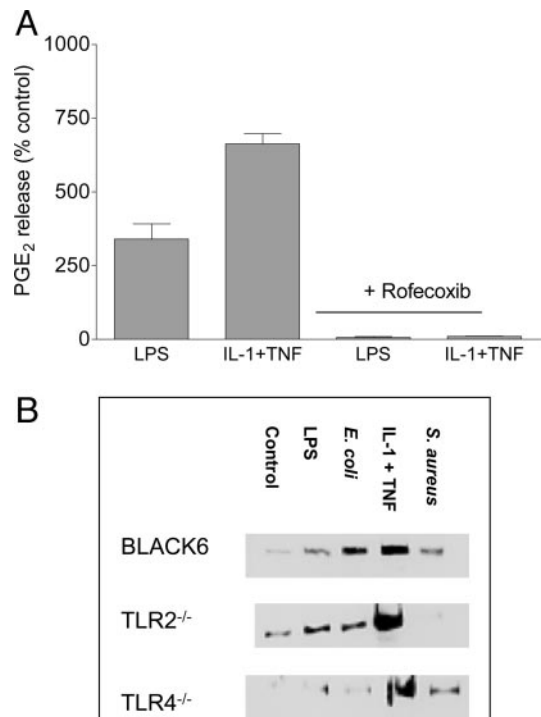 A
1000
750
500
250
0
PGE₂ release (% control)
+ Rofecoxib
LPS IL-1+TNF LPS IL-1+TNF
B
Control LPS E. coli IL-1 + TNF S. aureus
BLACK6
TLR2-/-
TLR4-/-